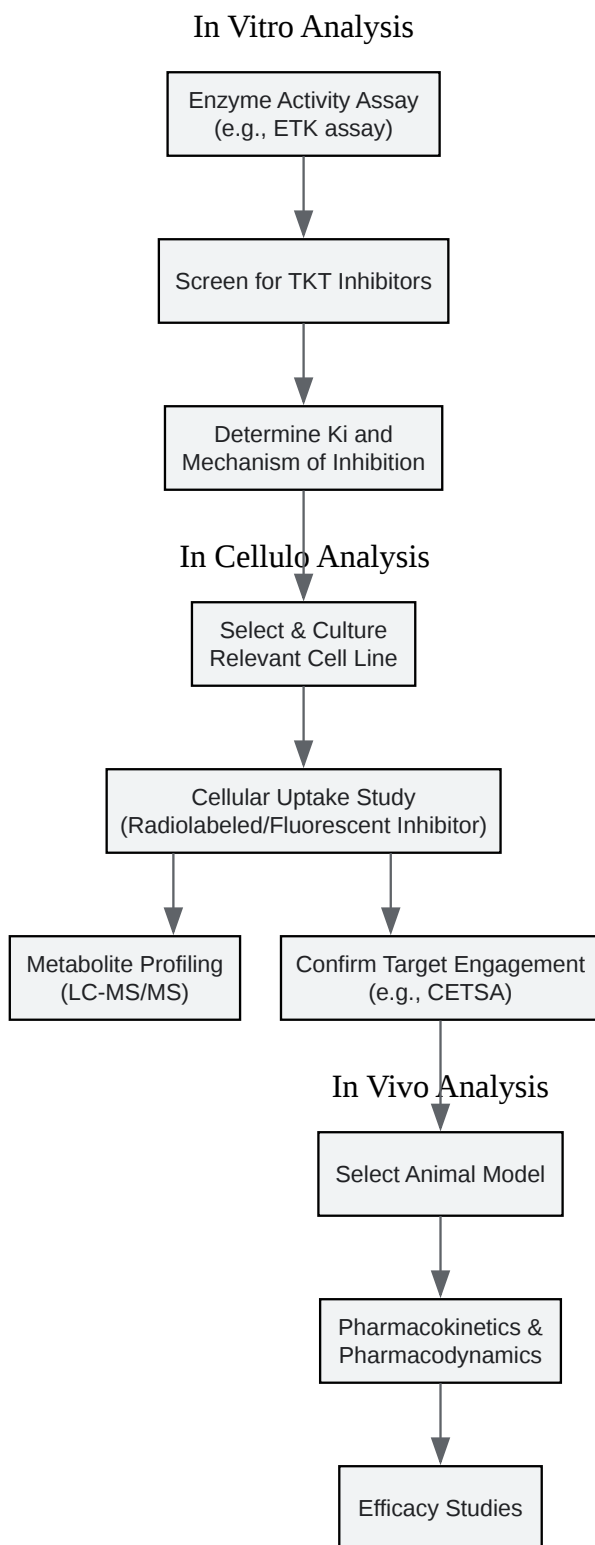 In Vitro Analysis
Enzyme Activity Assay
(e.g., ETK assay)
Screen for TKT Inhibitors
Determine Ki and
Mechanism of Inhibition
In Cellulo Analysis
Select & Culture
Relevant Cell Line
Cellular Uptake Study
(Radiolabeled/Fluorescent Inhibitor)
Metabolite Profiling
(LC-MS/MS)
Confirm Target Engagement
(e.g., CETSA)
In Vivo Analysis
Select Animal Model
Pharmacokinetics &
Pharmacodynamics
Efficacy Studies